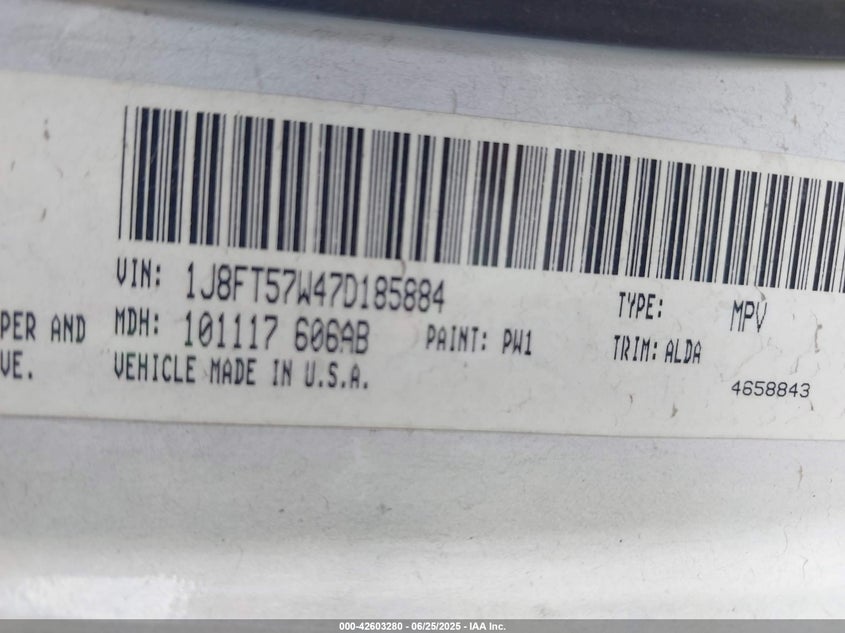 VIN: 1J8FT57W47D185884 TYPE: MPV
PER AND MDH: 101117 606AB PAINT: PW1 TRIM: ALDA
VE. VEHICLE MADE IN U.S.A. 4658843
000-42603280 - 06/25/2025 - IAA Inc.